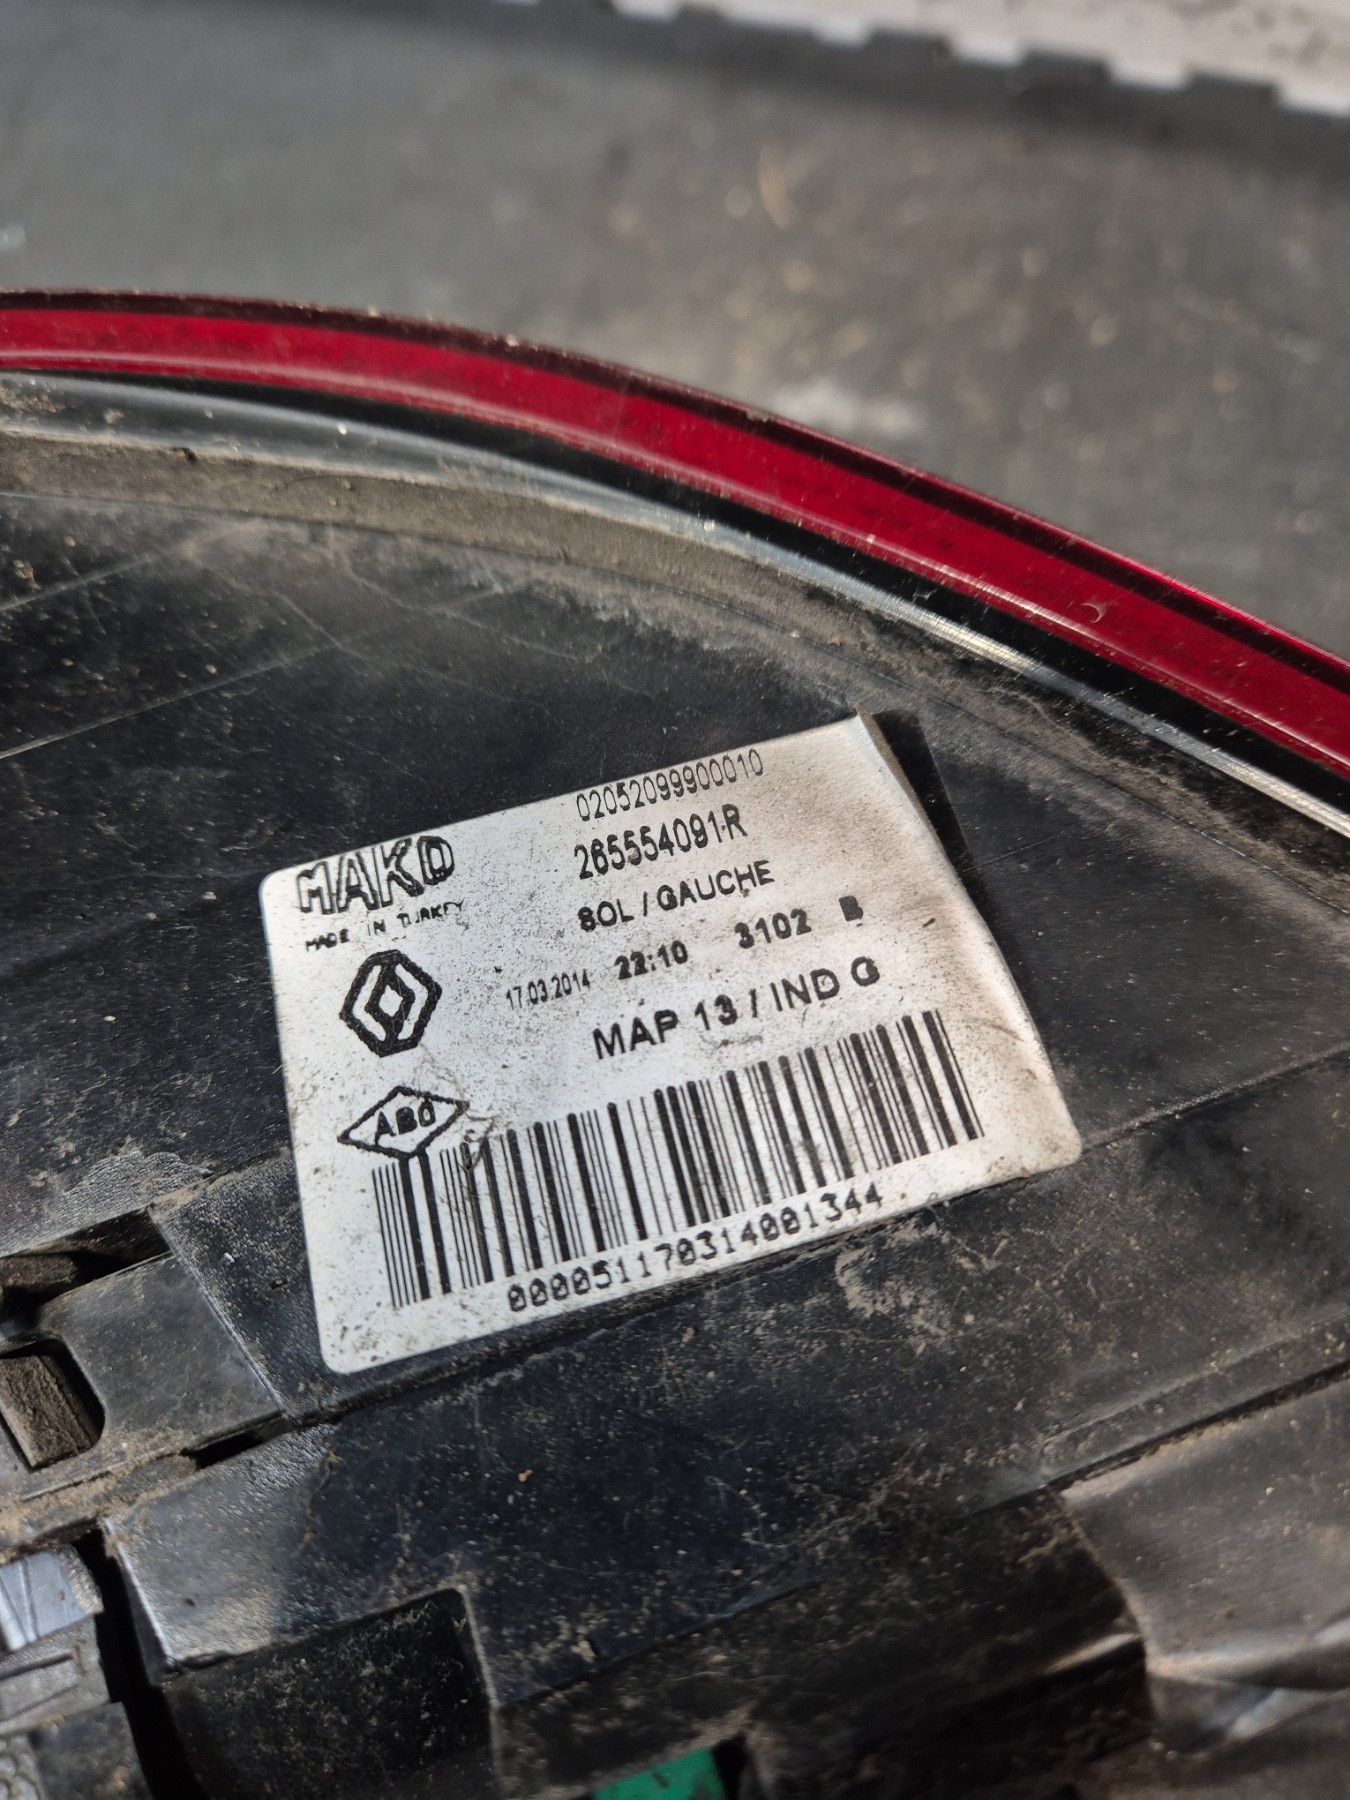 02052099900010
265554091R
MAKO
SOL / GAUCHE
MADE IN TURKEY
17.03.2014 22:10 3102 B
MAP 13 / IND G
ABO
000051170314001344